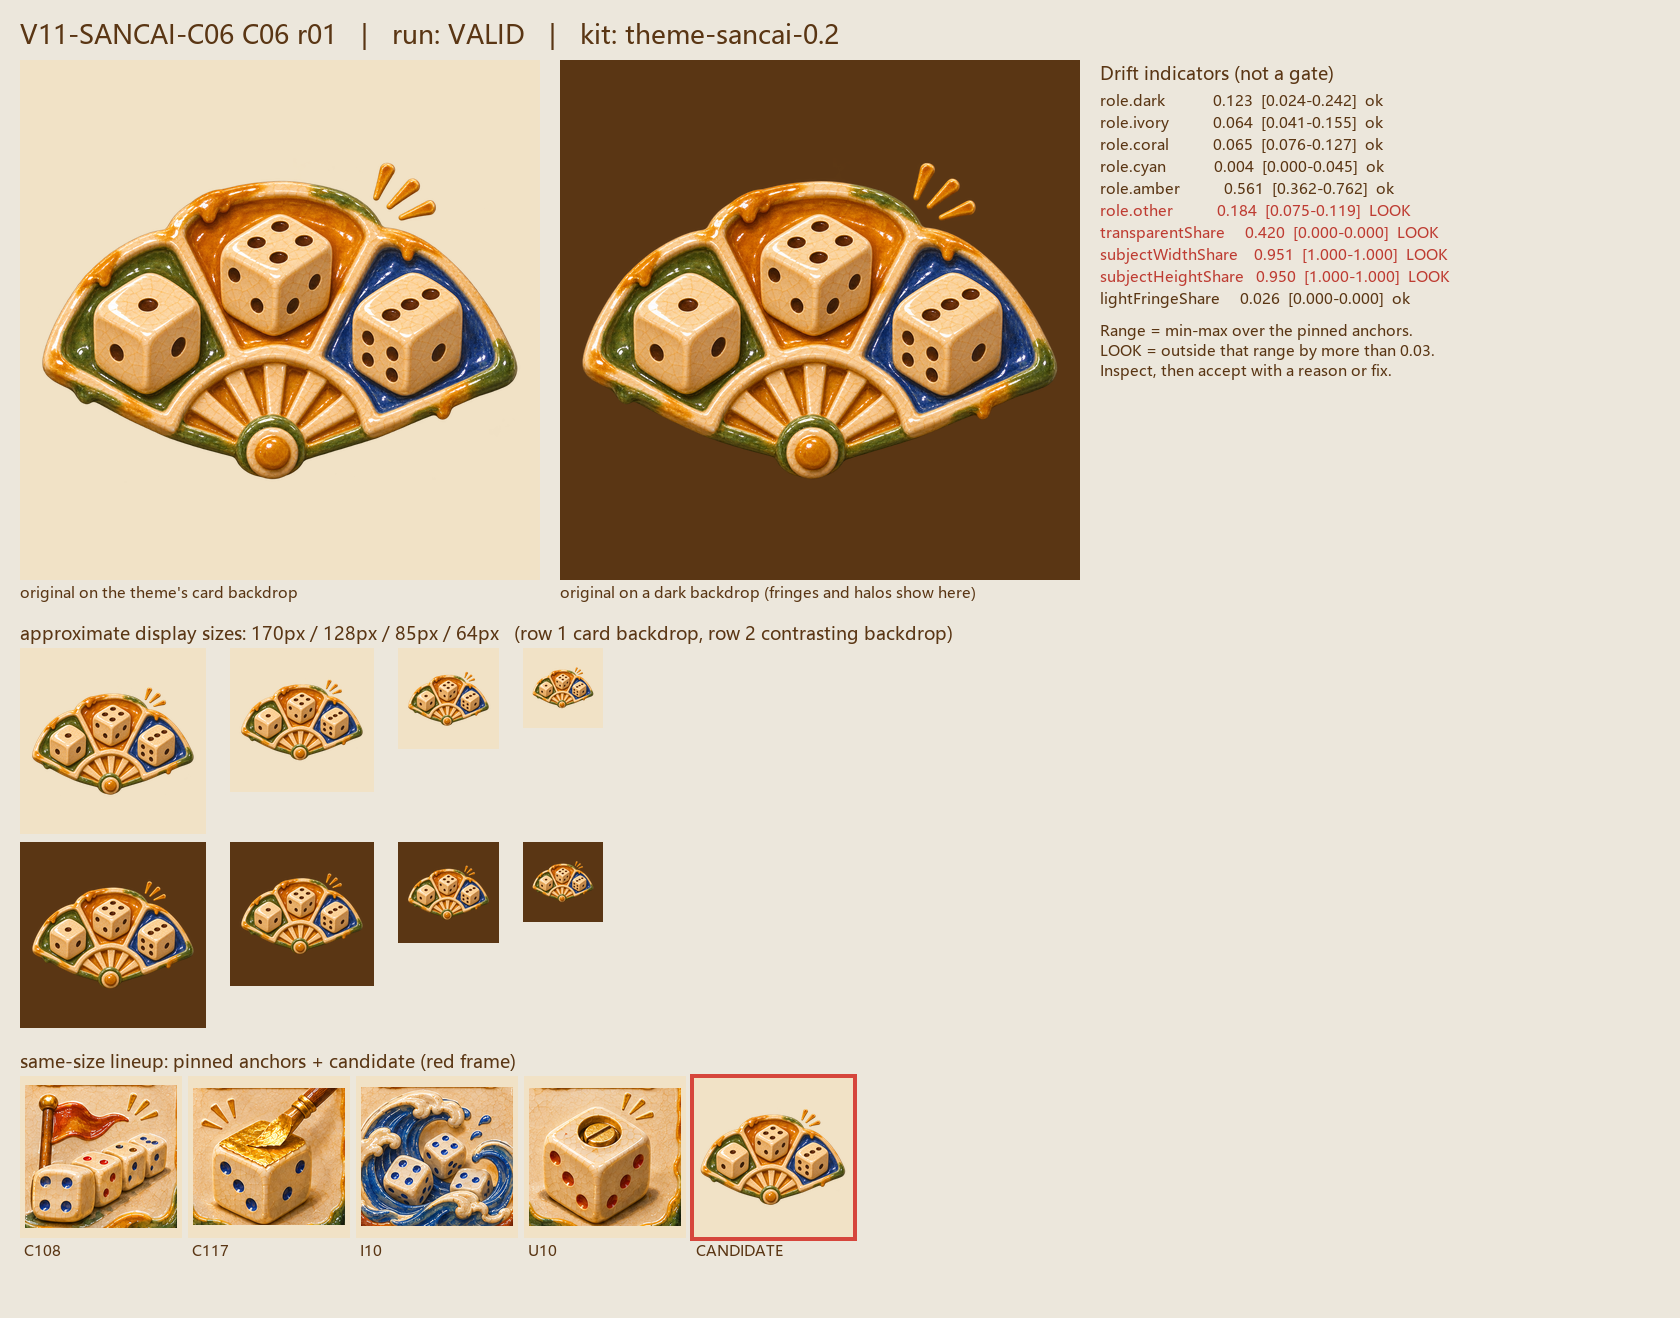 V11-SANCAI-C06 C06 r01 | run: VALID | kit: theme-sancai-0.2
Drift indicators (not a gate)
role.dark 0.123 [0.024-0.242] ok
role.ivory 0.064 [0.041-0.155] ok
role.coral 0.065 [0.076-0.127] ok
role.cyan 0.004 [0.000-0.045] ok
role.amber 0.561 [0.362-0.762] ok
role.other 0.184 [0.075-0.119] LOOK
transparentShare 0.420 [0.000-0.000] LOOK
subjectWidthShare 0.951 [1.000-1.000] LOOK
subjectHeightShare 0.950 [1.000-1.000] LOOK
lightFringeShare 0.026 [0.000-0.000] ok
Range = min-max over the pinned anchors.
LOOK = outside that range by more than 0.03.
Inspect, then accept with a reason or fix.
original on the theme's card backdrop
original on a dark backdrop (fringes and halos show here)
approximate display sizes: 170px / 128px / 85px / 64px (row 1 card backdrop, row 2 contrasting backdrop)
same-size lineup: pinned anchors + candidate (red frame)
C108
C117
I10
U10
CANDIDATE